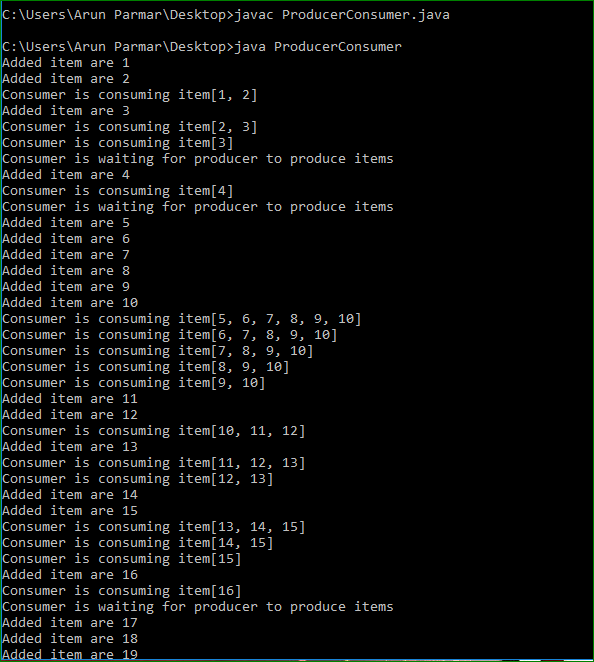 C:\Users\Arun Parmar\Desktop>javac ProducerConsumer.java
C:\Users\Arun Parmar\Desktop>java ProducerConsumer
Added item are 1
Added item are 2
Consumer is consuming item[1, 2]
Added item are 3
Consumer is consuming item[2, 3]
Consumer is consuming item[3]
Consumer is waiting for producer to produce items
Added item are 4
Consumer is consuming item[4]
Consumer is waiting for producer to produce items
Added item are 5
Added item are 6
Added item are 7
Added item are 8
Added item are 9
Added item are 10
Consumer is consuming item[5, 6, 7, 8, 9, 10]
Consumer is consuming item[6, 7, 8, 9, 10]
Consumer is consuming item[7, 8, 9, 10]
Consumer is consuming item[8, 9, 10]
Consumer is consuming item[9, 10]
Added item are 11
Added item are 12
Consumer is consuming item[10, 11, 12]
Added item are 13
Consumer is consuming item[11, 12, 13]
Consumer is consuming item[12, 13]
Added item are 14
Added item are 15
Consumer is consuming item[13, 14, 15]
Consumer is consuming item[14, 15]
Consumer is consuming item[15]
Added item are 16
Consumer is consuming item[16]
Consumer is waiting for producer to produce items
Added item are 17
Added item are 18
Added item are 19